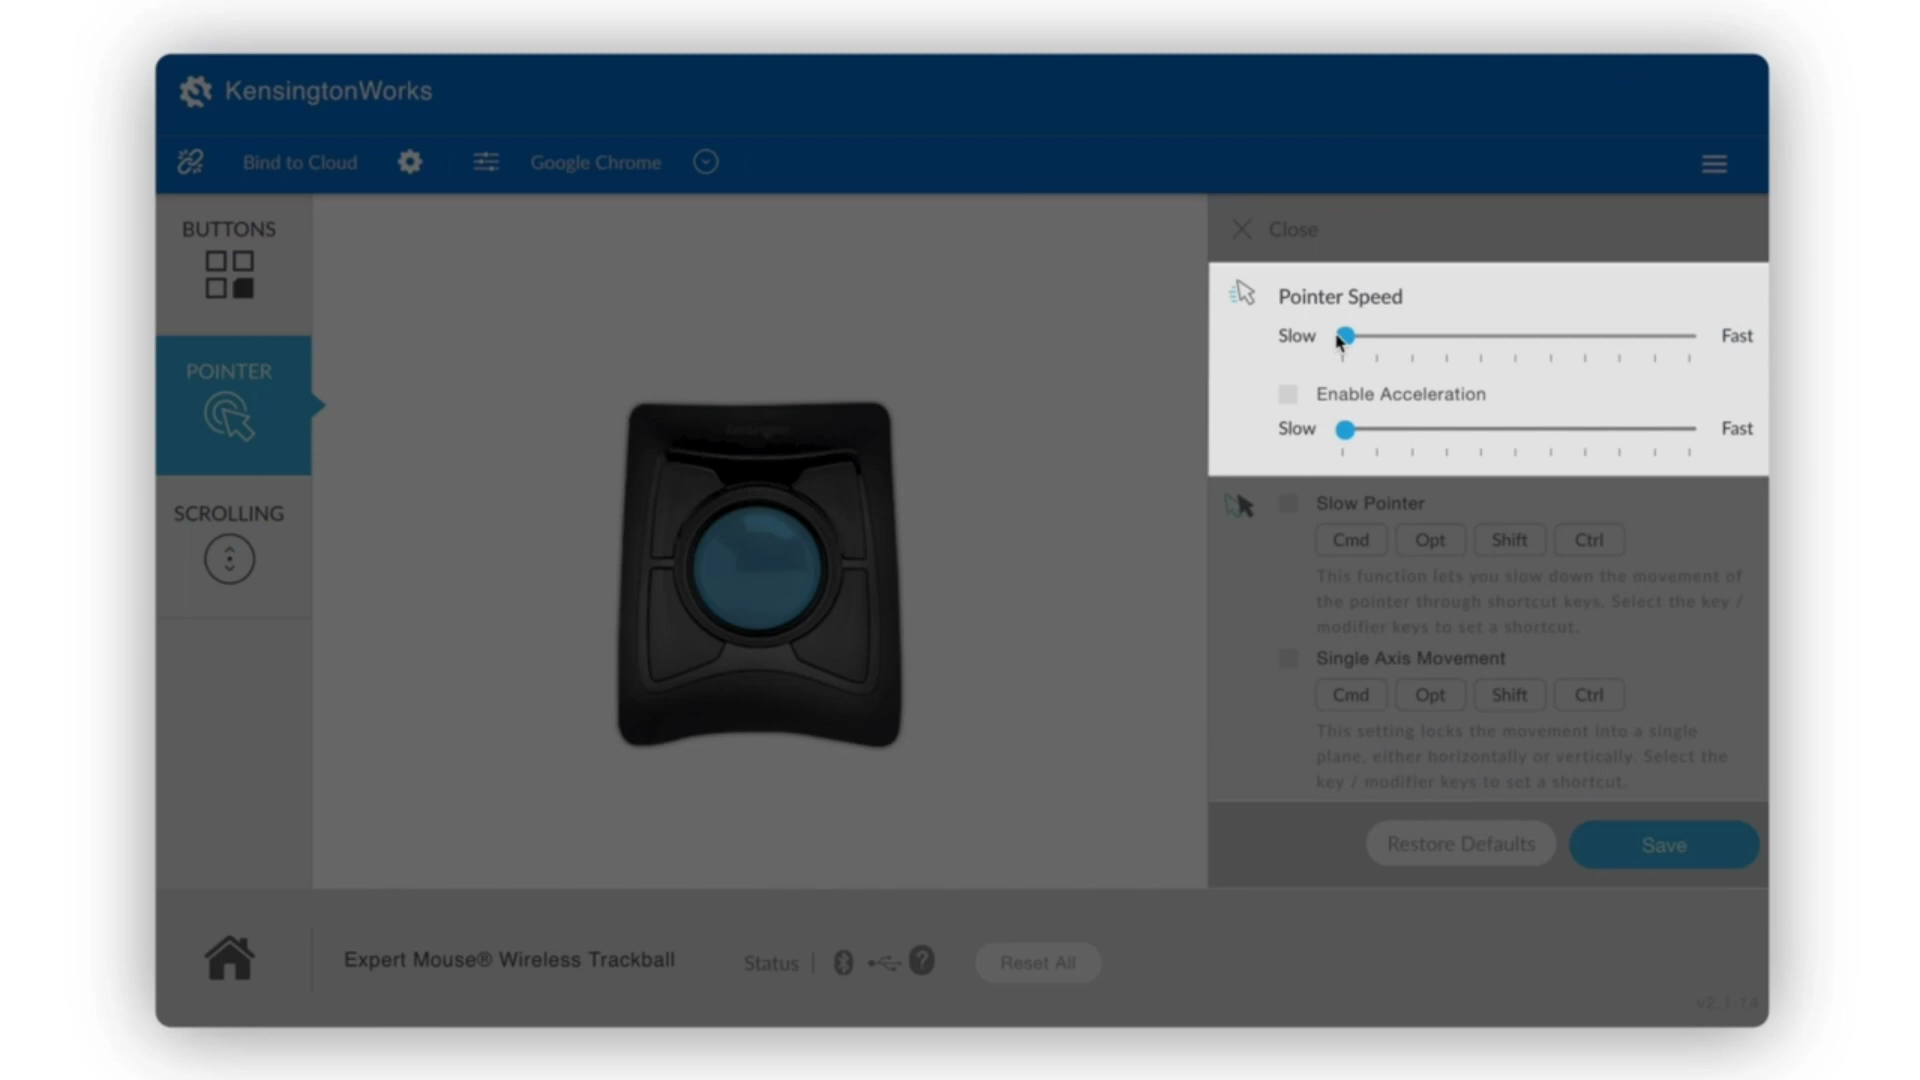 KensingtonWorks
Bind to Cloud
Google Chrome
BUTTONS
POINTER
SCROLLING
Kensington
Close
Pointer Speed
Slow Fast
Enable Acceleration
Slow Fast
Slow Pointer
Cmd Opt Shift Ctrl
This function lets you slow down the movement of
the pointer through shortcut keys. Select the key /
modifier keys to set a shortcut.
Single Axis Movement
Cmd Opt Shift Ctrl
This setting locks the movement into a single
plane, either horizontally or vertically. Select the
key / modifier keys to set a shortcut.
Restore Defaults Save
Expert Mouse® Wireless Trackball
Status |
?
Reset All
v2.1.14